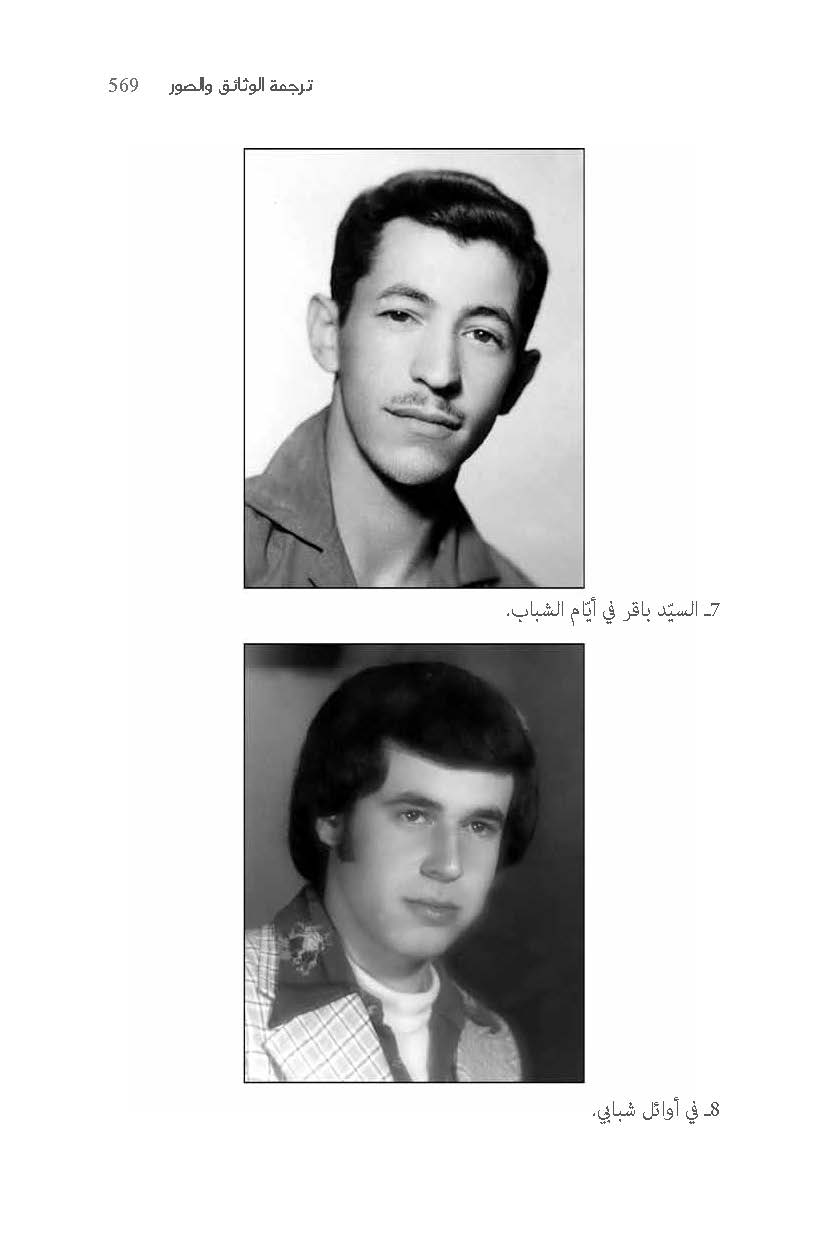 ترجمة الوثائق والصور 569
7ـ السيّد باقر في أيّام الشباب.
8ـ في أوائل شبابي.